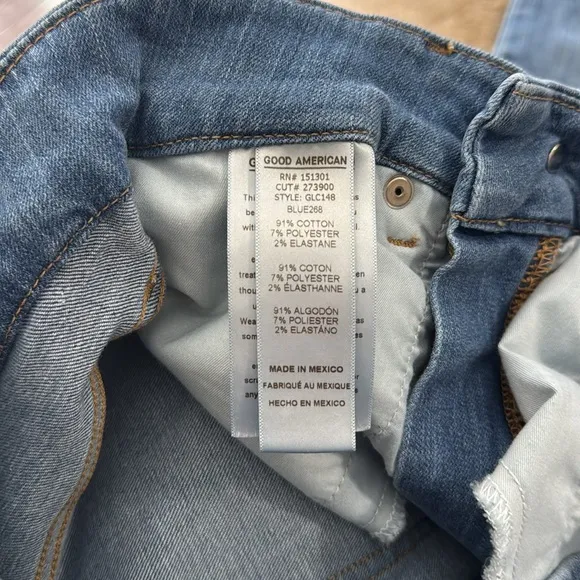 GOOD AMERICAN
RN# 151301
CUT# 273900
STYLE: GLC148
BLUE268
91% COTTON
7% POLYESTER
2% ELASTANE
91% COTON
7% POLYESTER
2% ÉLASTHANNE
91% ALGODÓN
7% POLIESTER
2% ELASTÁNO
MADE IN MEXICO
FABRIQUÉ AU MEXIQUE
HECHO EN MEXICO